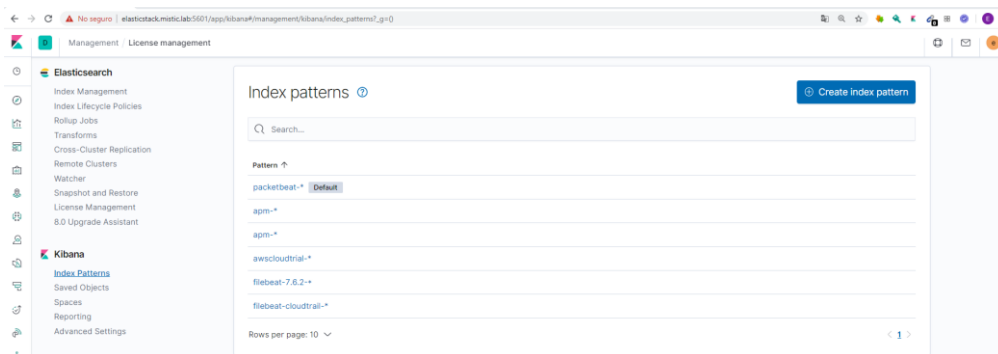 No seguro | elasticstack.mistic.lab:5601/app/kibana#/management/kibana/index_patterns?_g=()
D
Management / License management
e
Elasticsearch
Index Management
Index Lifecycle Policies
Rollup Jobs
Transforms
Cross-Cluster Replication
Remote Clusters
Watcher
Snapshot and Restore
License Management
8.0 Upgrade Assistant
Kibana
Index Patterns
Saved Objects
Spaces
Reporting
Advanced Settings
Index patterns
Create index pattern
Search...
Pattern ↑
packetbeat-* Default
apm-*
apm-*
awscloudtrial-*
filebeat-7.6.2-*
filebeat-cloudtrail-*
Rows per page: 10
< 1 >